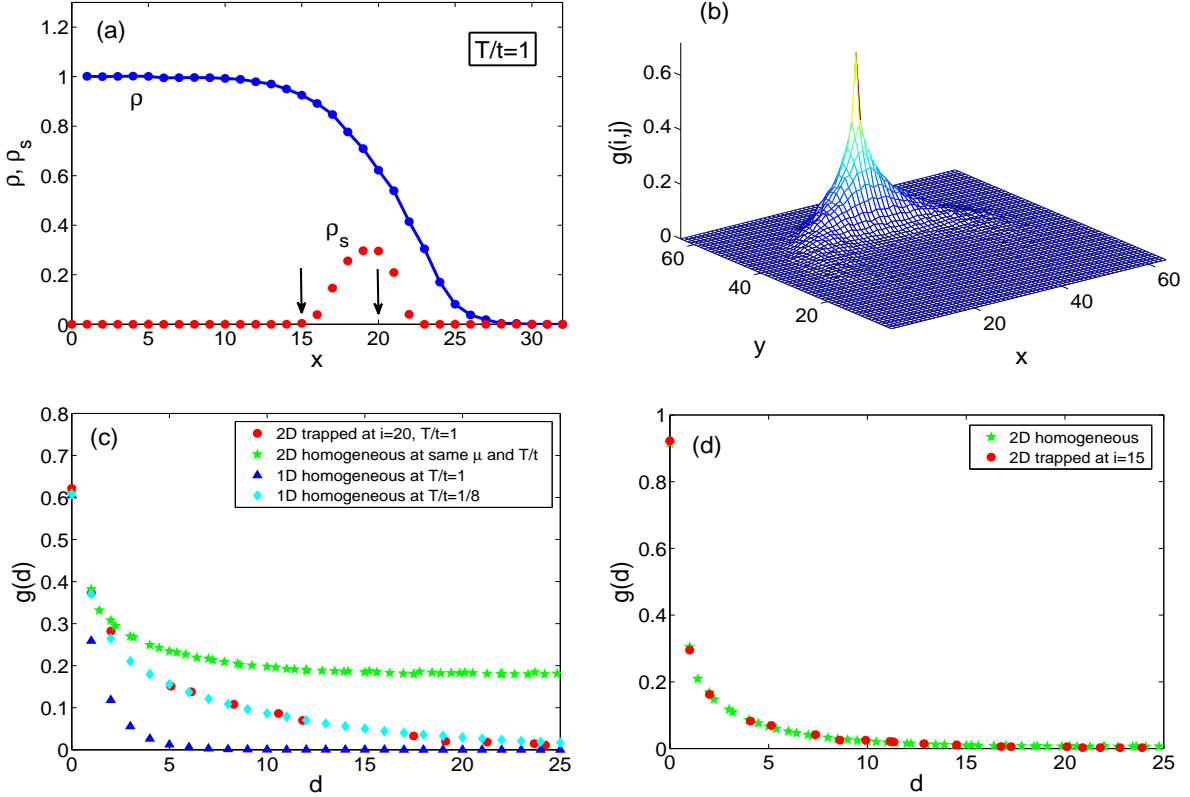 (a)
T/t=1
ρ, ρ_s
1.2
1
0.8
0.6
0.4
0.2
0
ρ
ρ_s
0 5 10 15 20 25 30
x
(b)
g(i,j)
0.6
0.4
0.2
0
60
40
20
y
20
40
60
x
(c)
g(d)
0.8
0.7
0.6
0.5
0.4
0.3
0.2
0.1
0
2D trapped at i=20, T/t=1
2D homogeneous at same μ and T/t
1D homogeneous at T/t=1
1D homogeneous at T/t=1/8
0 5 10 15 20 25
d
(d)
g(d)
1
0.8
0.6
0.4
0.2
0
2D homogeneous
2D trapped at i=15
0 5 10 15 20 25
d